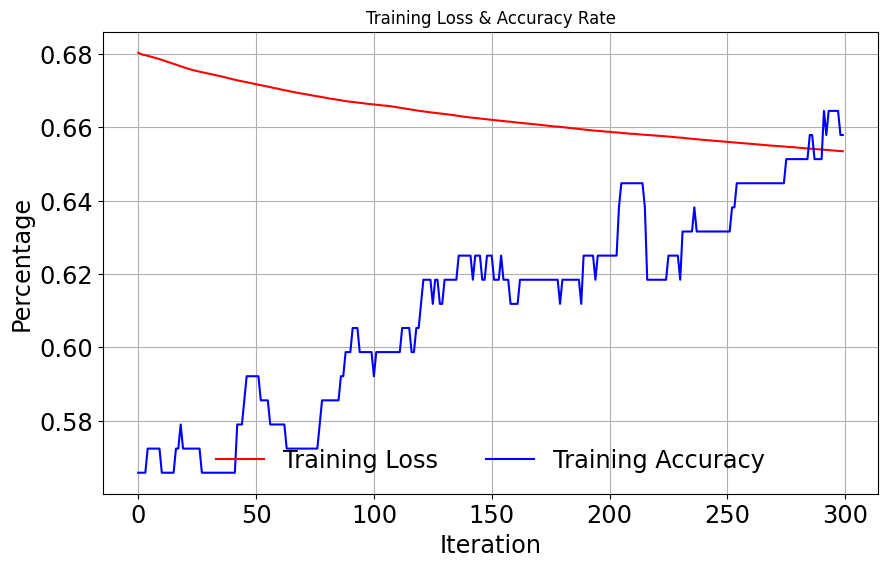 Training Loss & Accuracy Rate
Percentage
0.68
0.66
0.64
0.62
0.60
0.58
Training Loss Training Accuracy
0 50 100 150 200 250 300
Iteration